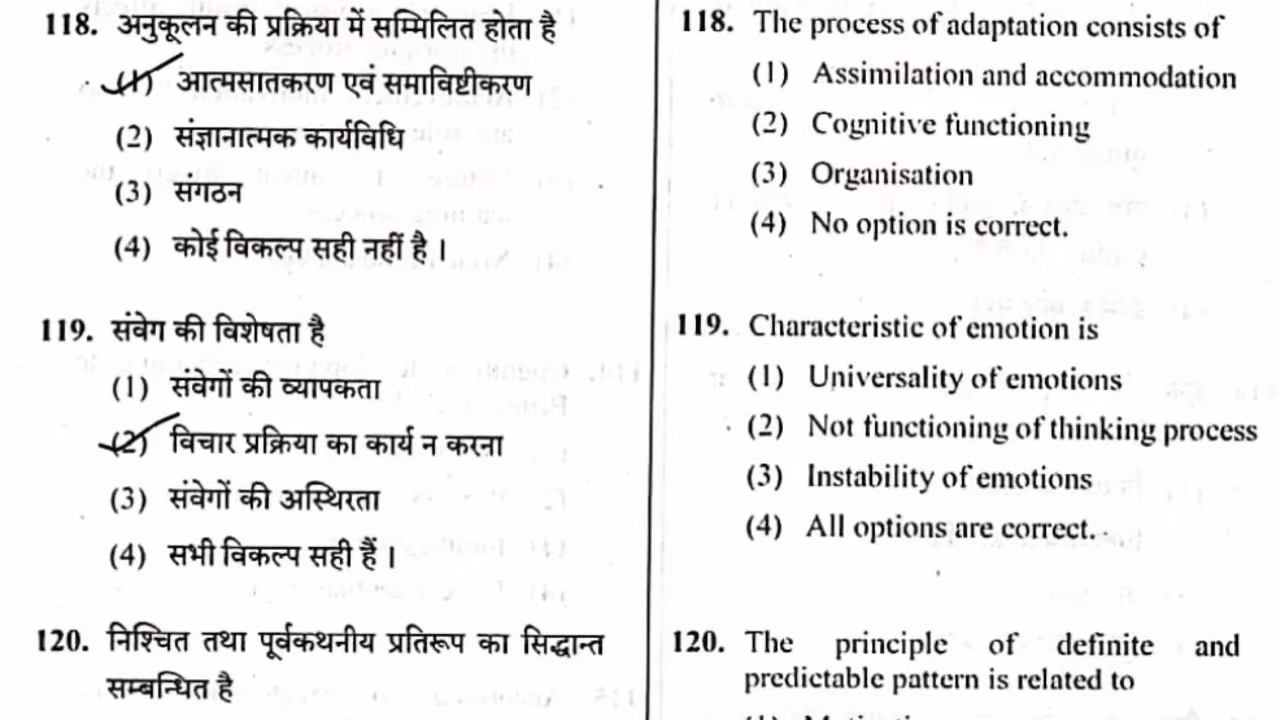 118. अनुकूलन की प्रक्रिया में सम्मिलित होता है
(1) आत्मसातकरण एवं समाविष्टीकरण
(2) संज्ञानात्मक कार्यविधि
(3) संगठन
(4) कोई विकल्प सही नहीं है ।
119. संवेग की विशेषता है
(1) संवेगों की व्यापकता
(2) विचार प्रक्रिया का कार्य न करना
(3) संवेगों की अस्थिरता
(4) सभी विकल्प सही हैं ।
120. निश्चित तथा पूर्वकथनीय प्रतिरूप का सिद्धान्त
सम्बन्धित है
118. The process of adaptation consists of
(1) Assimilation and accommodation
(2) Cognitive functioning
(3) Organisation
(4) No option is correct.
119. Characteristic of emotion is
(1) Universality of emotions
(2) Not functioning of thinking process
(3) Instability of emotions
(4) All options are correct.
120. The principle of definite and
predictable pattern is related to